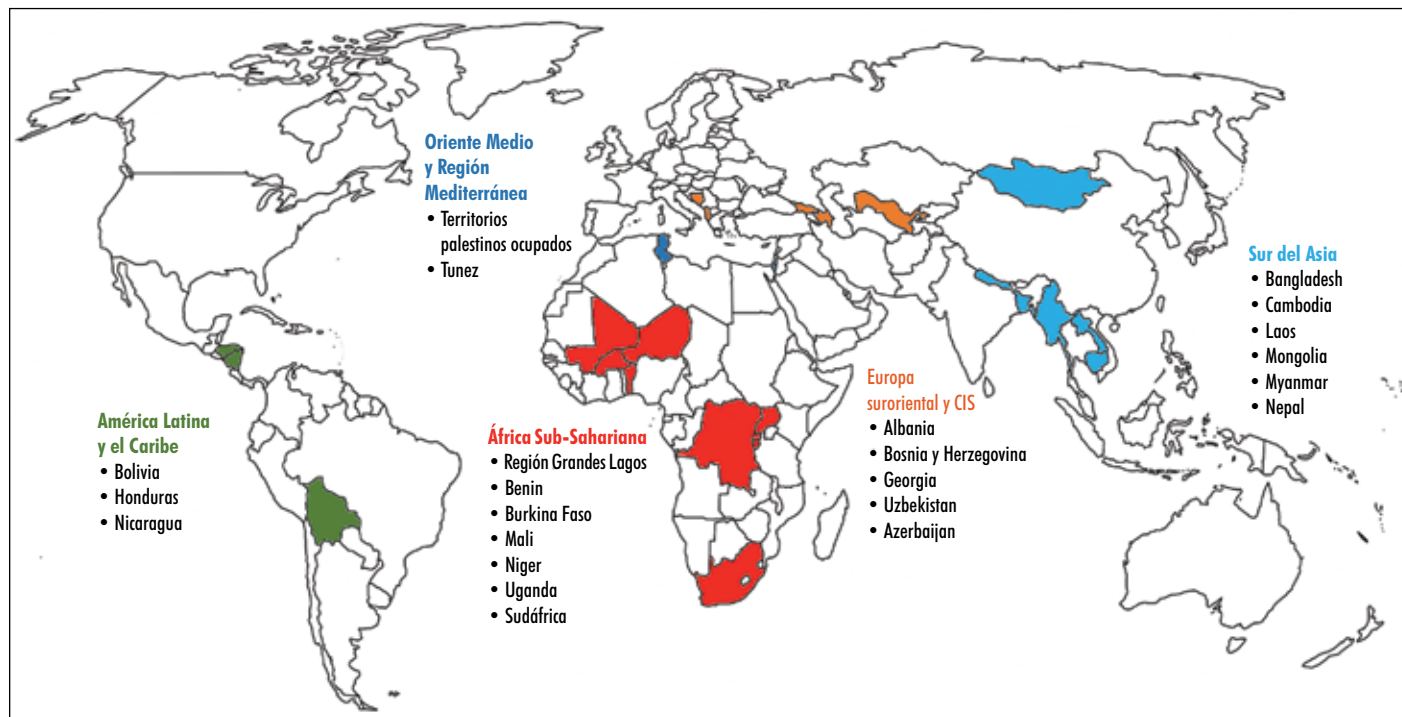 Oriente Medio
y Región
Mediterránea
• Territorios
palestinos ocupados
• Tunez
América Latina
y el Caribe
• Bolivia
• Honduras
• Nicaragua
África Sub-Sahariana
• Región Grandes Lagos
• Benin
• Burkina Faso
• Mali
• Niger
• Uganda
• Sudáfrica
Europa
suroriental y CIS
• Albania
• Bosnia y Herzegovina
• Georgia
• Uzbekistan
• Azerbaijan
Sur del Asia
• Bangladesh
• Cambodia
• Laos
• Mongolia
• Myanmar
• Nepal